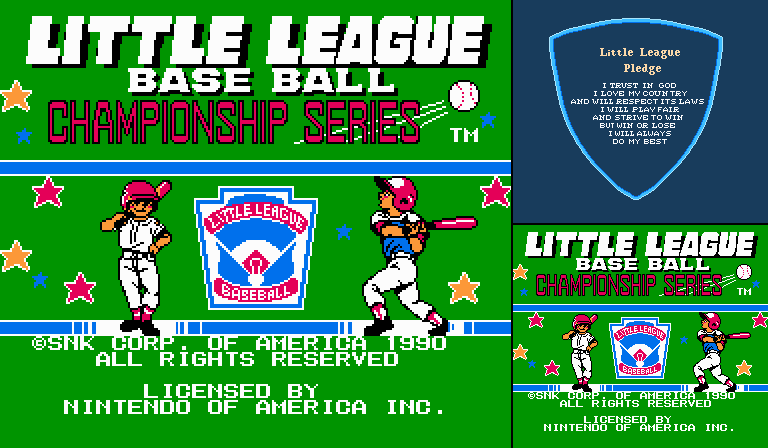 LITTLE LEAGUE
BASE BALL
CHAMPIONSHIP SERIES
TM
LITTLE LEAGUE
BASEBALL
©SNK CORP. OF AMERICA 1990
ALL RIGHTS RESERVED
LICENSED BY
NINTENDO OF AMERICA INC.
Little League
Pledge
I TRUST IN GOD
I LOVE MY COUNTRY
AND WILL RESPECT ITS LAWS
I WILL PLAY FAIR
AND STRIVE TO WIN
BUT WIN OR LOSE
I WILL ALWAYS
DO MY BEST
LITTLE LEAGUE
BASE BALL
CHAMPIONSHIP SERIES
TM
LITTLE LEAGUE
BASEBALL
©SNK CORP. OF AMERICA 1990
ALL RIGHTS RESERVED
LICENSED BY
NINTENDO OF AMERICA INC.